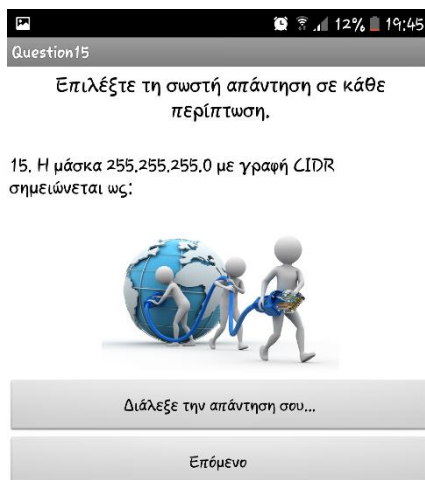 12% 19:45
Question15
Επιλέξτε τη σωστή απάντηση σε κάθε
περίπτωση.
15. Η μάσκα 255.255.255.0 με γραφή CIDR
σημειώνεται ως:
Διάλεξε την απάντηση σου...
Επόμενο